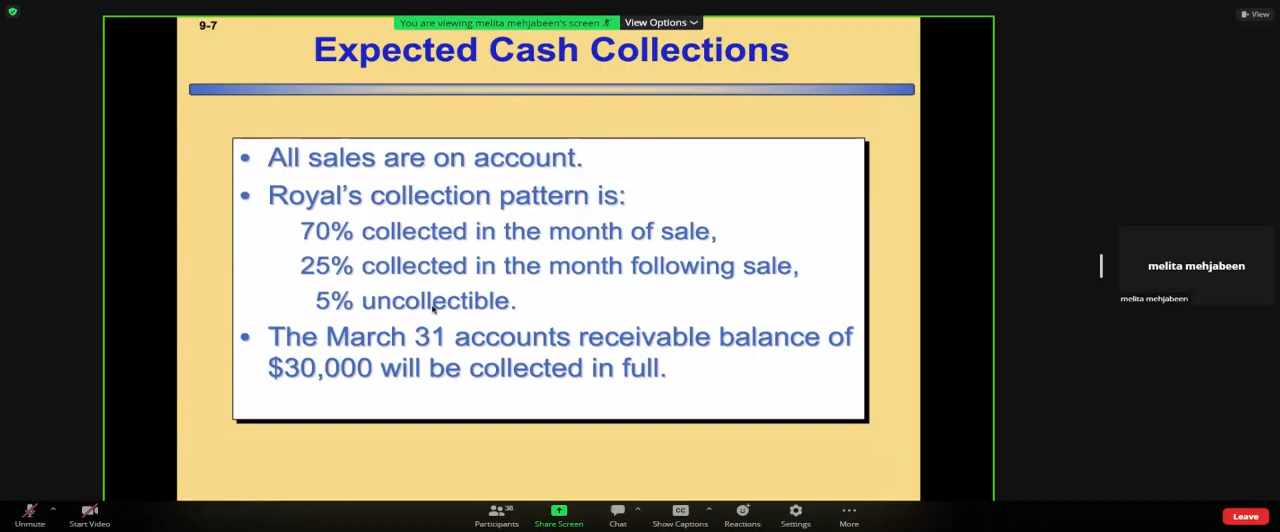 9-7
You are viewing melita mehjabeen's screen
View Options
View
Expected Cash Collections
• All sales are on account.
• Royal's collection pattern is:
70% collected in the month of sale,
25% collected in the month following sale,
5% uncollectible.
• The March 31 accounts receivable balance of
$30,000 will be collected in full.
melita mehjabeen
melita mehjabeen
Unmute
Start Video
Participants
38
Share Screen
Chat
Show Captions
Reactions
Settings
More
Leave